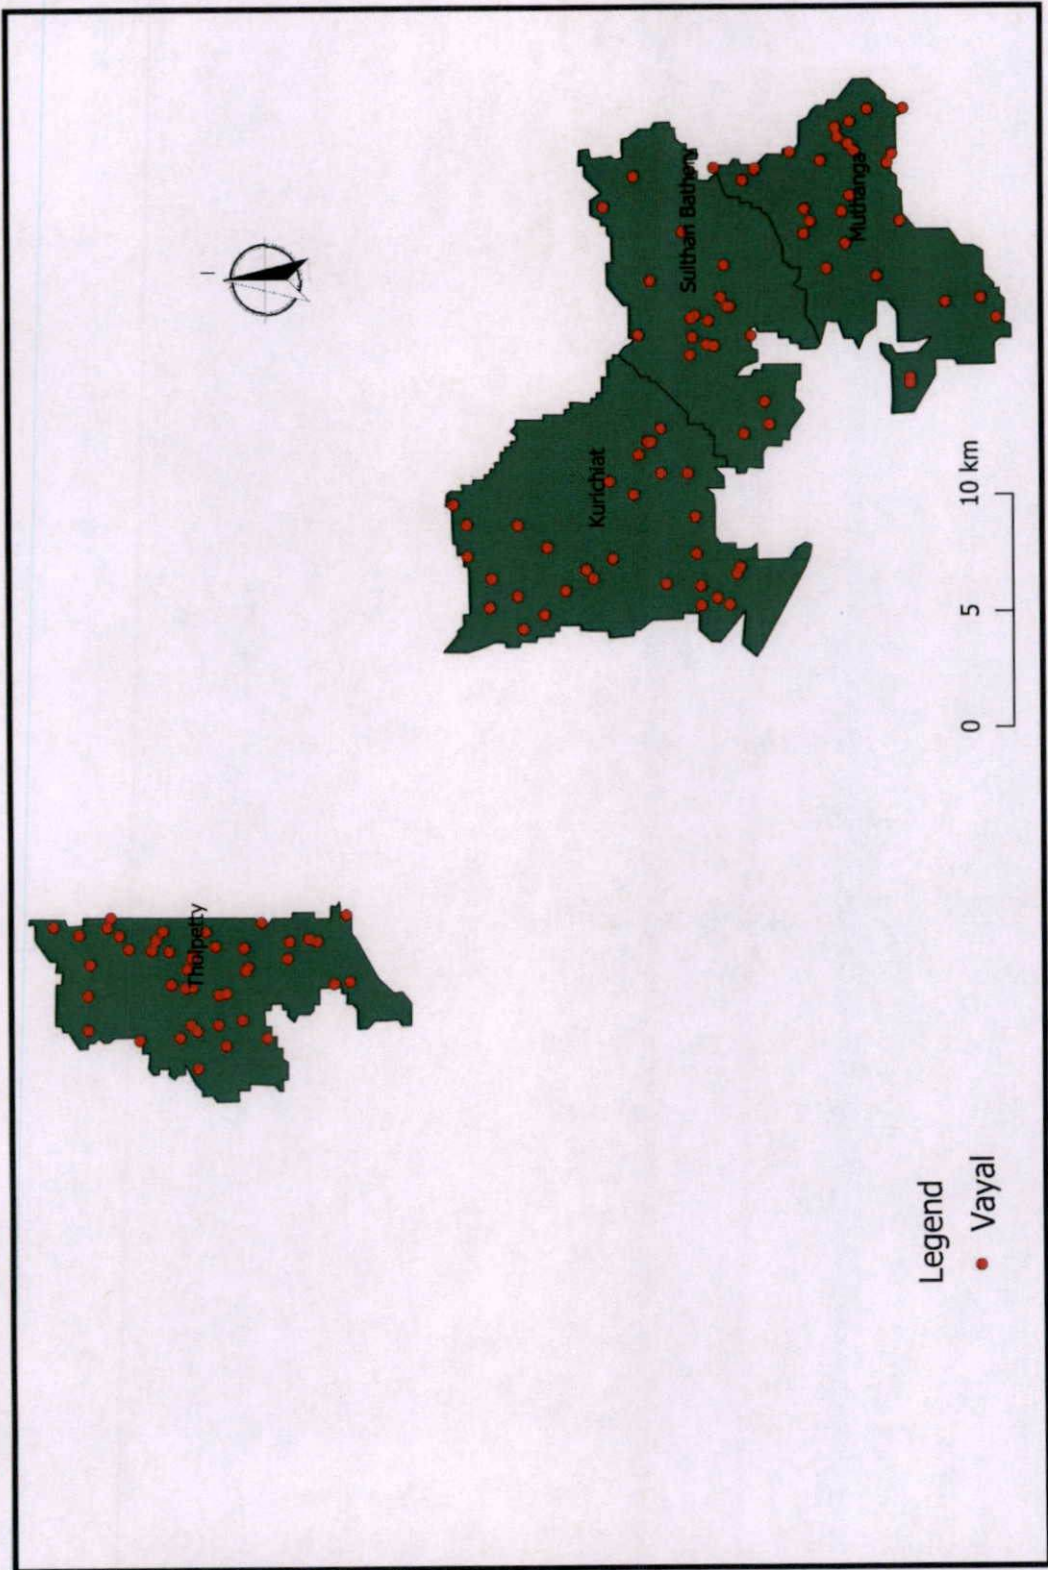 Tholpetty
Kurichiat
Sulthan Bathery
Muthanga
0 5 10 km
Legend
Vayal